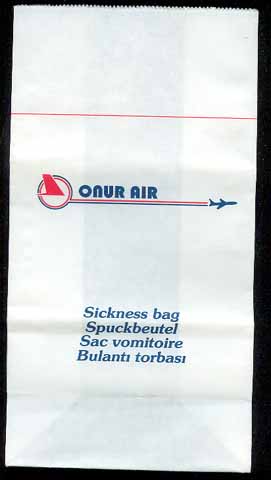 ONUR AIR
Sickness bag
Spuckbeutel
Sac vomitoire
Bulantı torbası